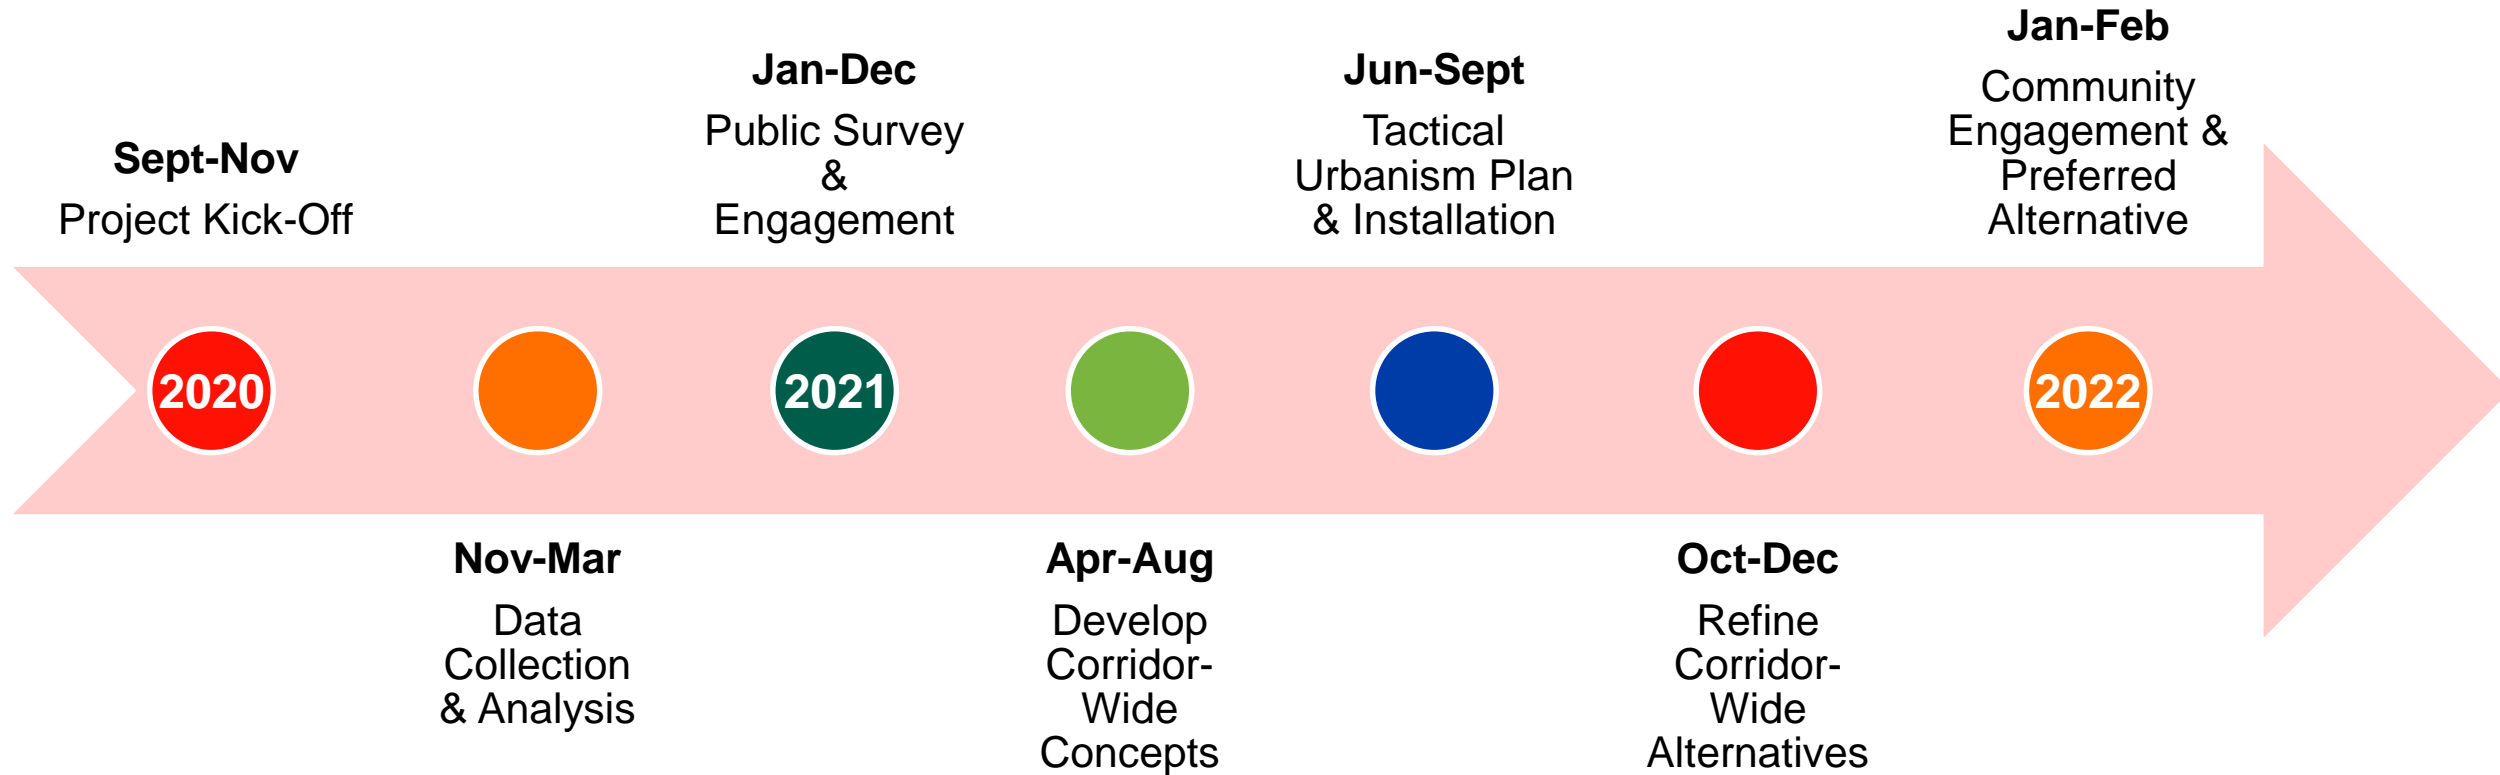 Sept-Nov
Project Kick-Off
2020
Nov-Mar
Data
Collection
& Analysis
Jan-Dec
Public Survey
&
Engagement
2021
Apr-Aug
Develop
Corridor-
Wide
Concepts
Jun-Sept
Tactical
Urbanism Plan
& Installation
Oct-Dec
Refine
Corridor-
Wide
Alternatives
Jan-Feb
Community
Engagement &
Preferred
Alternative
2022